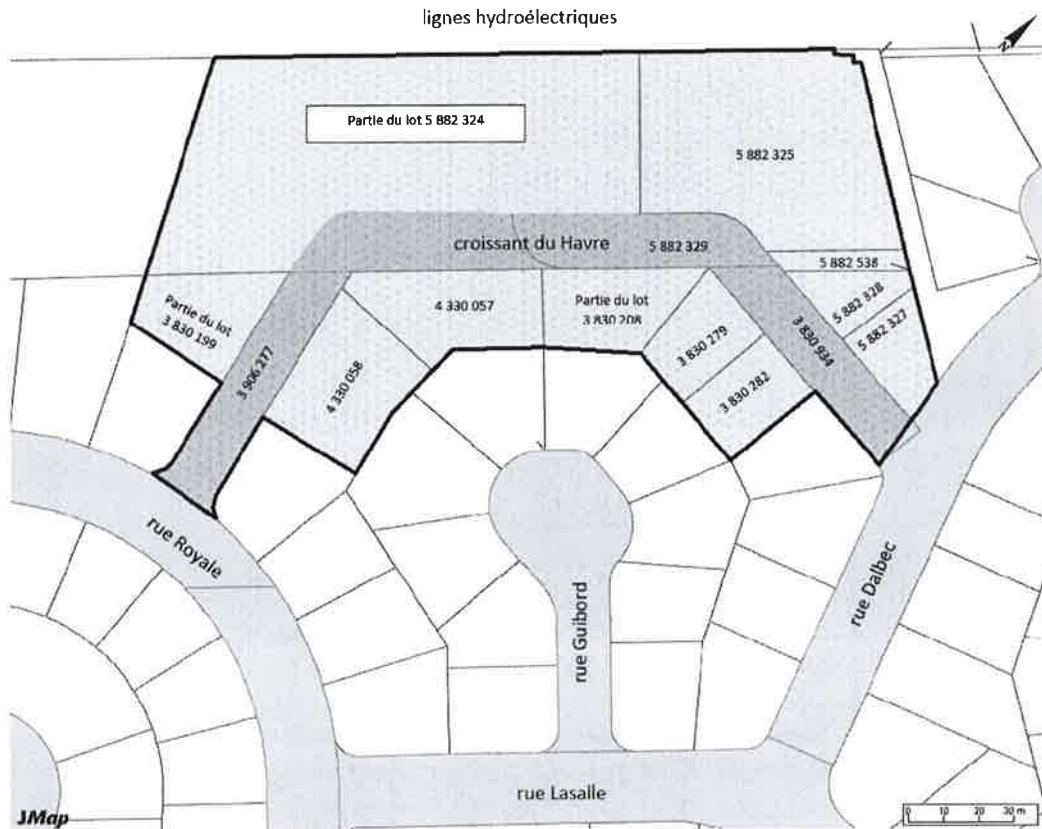 lignes hydroélectriques
N
Partie du lot 5 882 324
5 882 325
croissant du Havre
5 882 329
5 882 538
Partie du lot
3 830 199
4 330 057
Partie du lot
3 830 208
5 882 328
5 882 327
3 906 277
4 330 058
3 830 279
3 830 282
3 830 934
rue Royale
rue Guibord
rue Dalbec
rue Lasalle
JMap
0 10 20 30 m